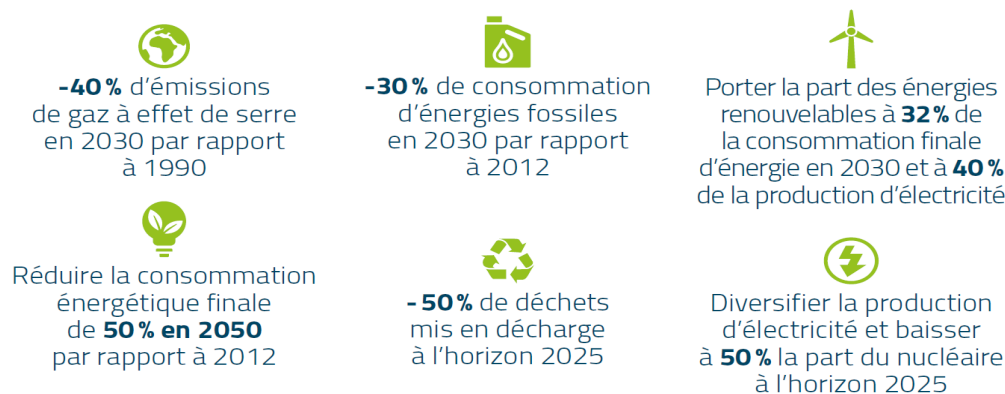 -40 % d'émissions
de gaz à effet de serre
en 2030 par rapport
à 1990
-30 % de consommation
d'énergies fossiles
en 2030 par rapport
à 2012
Porter la part des énergies
renouvelables à 32 % de
la consommation finale
d'énergie en 2030 et à 40 %
de la production d'électricité
Réduire la consommation
énergétique finale
de 50 % en 2050
par rapport à 2012
- 50 % de déchets
mis en décharge
à l'horizon 2025
Diversifier la production
d'électricité et baisser
à 50 % la part du nucléaire
à l'horizon 2025